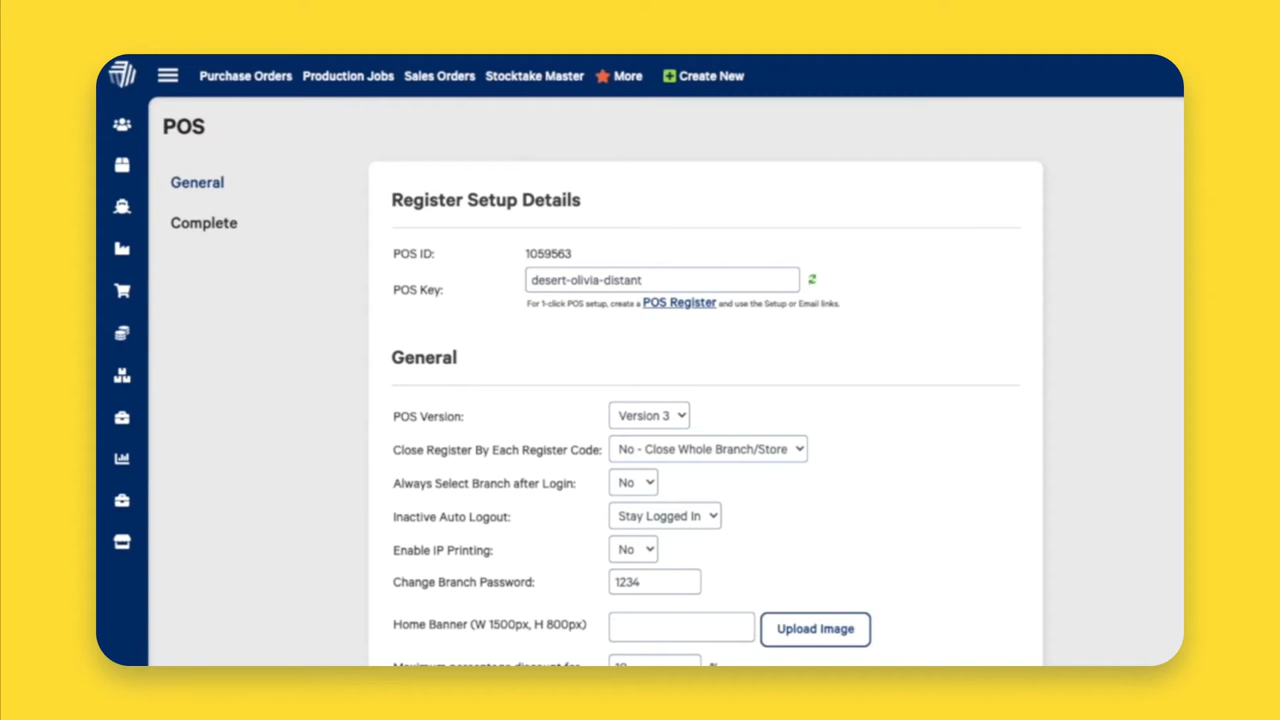 Purchase Orders Production Jobs Sales Orders Stocktake Master More Create New
POS
General
Complete
Register Setup Details
POS ID: 1059563
POS Key: desert-olivia-distant
For 1-click POS setup, create a POS Register and use the Setup or Email links.
General
POS Version: Version 3
Close Register By Each Register Code: No - Close Whole Branch/Store
Always Select Branch after Login: No
Inactive Auto Logout: Stay Logged In
Enable IP Printing: No
Change Branch Password: 1234
Home Banner (W 1500px, H 800px) Upload Image